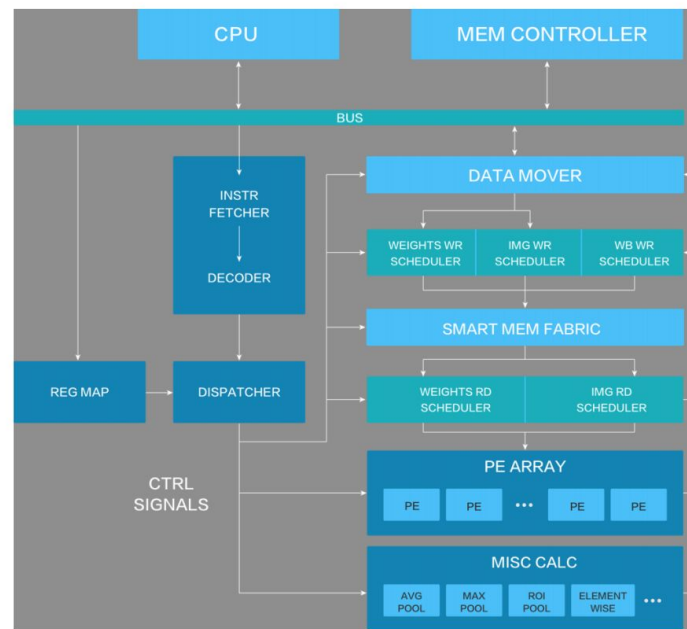 CPU
MEM CONTROLLER
BUS
INSTR
FETCHER
DECODER
DATA MOVER
WEIGHTS WR
SCHEDULER
IMG WR
SCHEDULER
WB WR
SCHEDULER
SMART MEM FABRIC
REG MAP
DISPATCHER
WEIGHTS RD
SCHEDULER
IMG RD
SCHEDULER
CTRL
SIGNALS
PE ARRAY
PE
PE
•••
PE
PE
MISC CALC
AVG
POOL
MAX
POOL
ROI
POOL
ELEMENT
WISE
•••